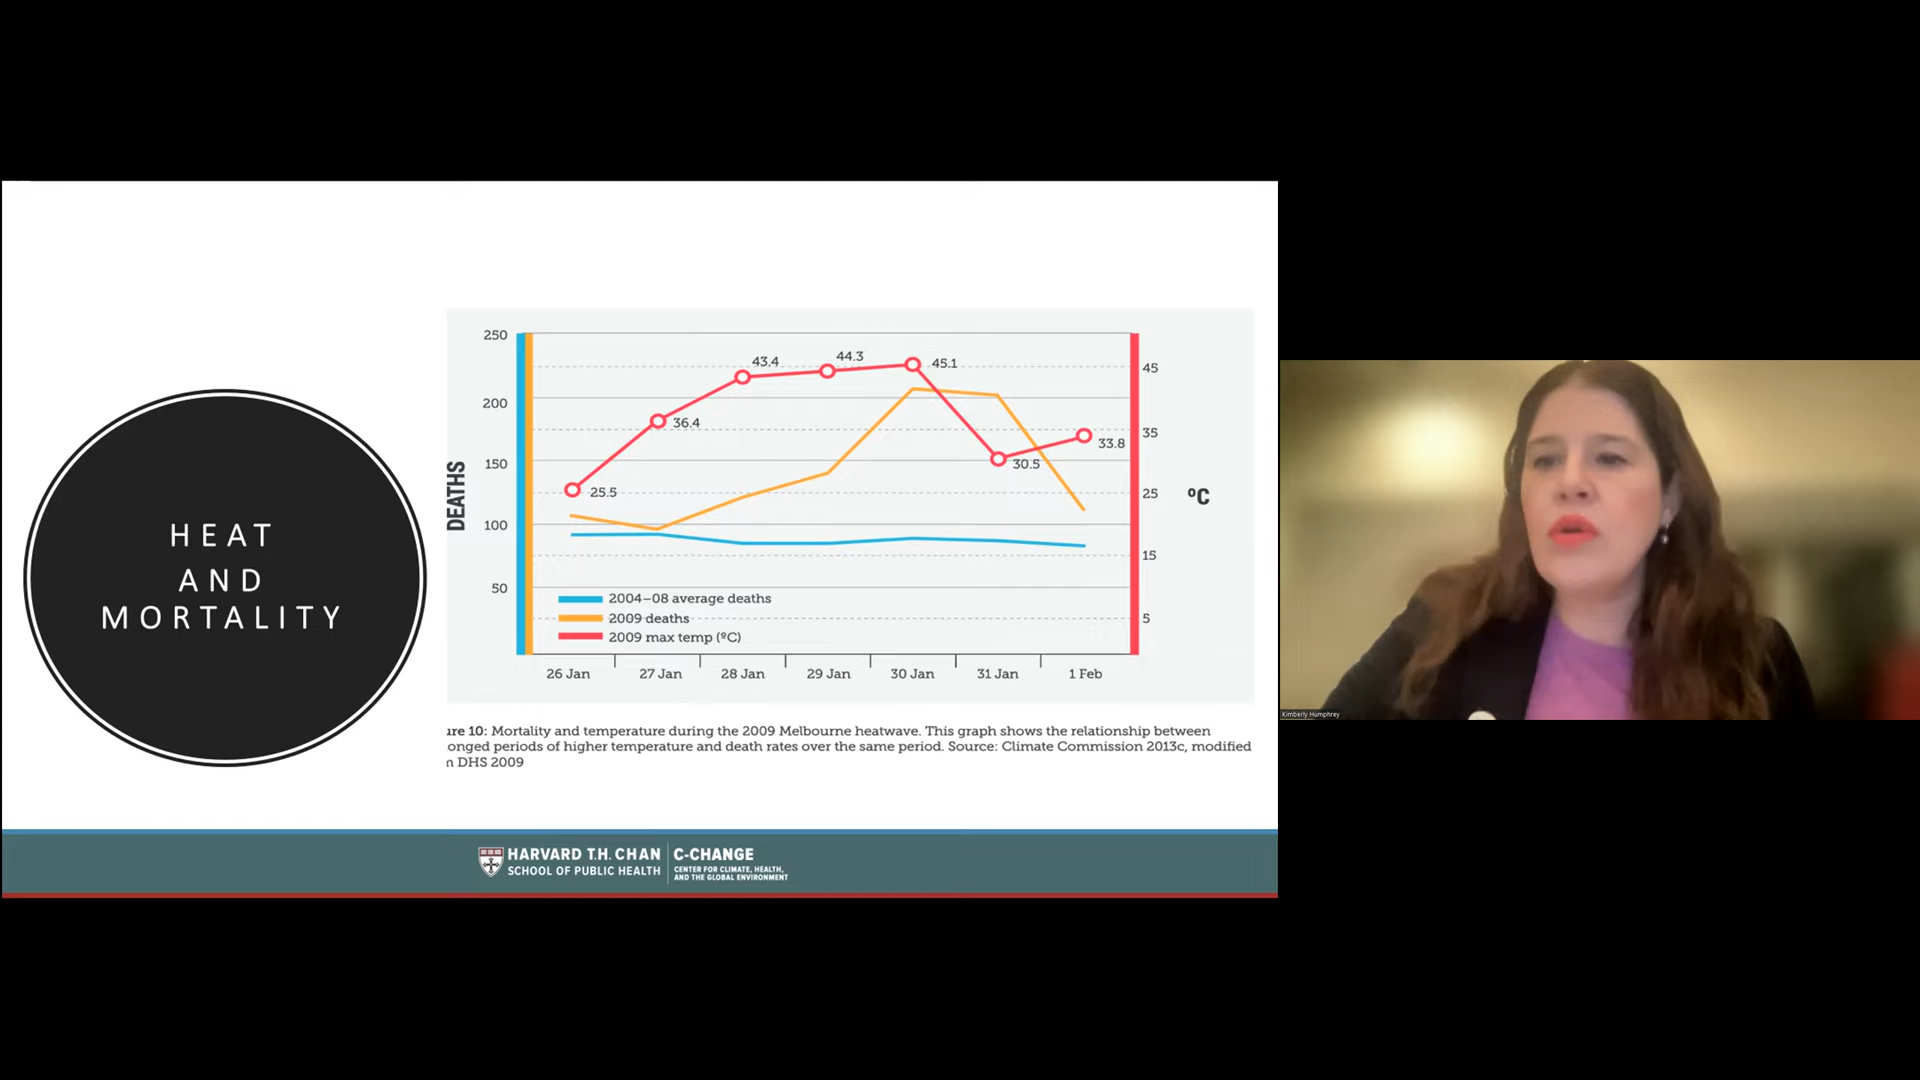 HEAT
AND
MORTALITY
DEATHS
250
200
150
100
50
45
35
25
15
5
ºC
25.5
36.4
43.4
44.3
45.1
30.5
33.8
2004–08 average deaths
2009 deaths
2009 max temp (ºC)
26 Jan
27 Jan
28 Jan
29 Jan
30 Jan
31 Jan
1 Feb
ure 10: Mortality and temperature during the 2009 Melbourne heatwave. This graph shows the relationship between
onged periods of higher temperature and death rates over the same period. Source: Climate Commission 2013c, modified
n DHS 2009
HARVARD T.H. CHAN
SCHOOL OF PUBLIC HEALTH
C-CHANGE
CENTER FOR CLIMATE, HEALTH,
AND THE GLOBAL ENVIRONMENT
Kimberly Humphrey